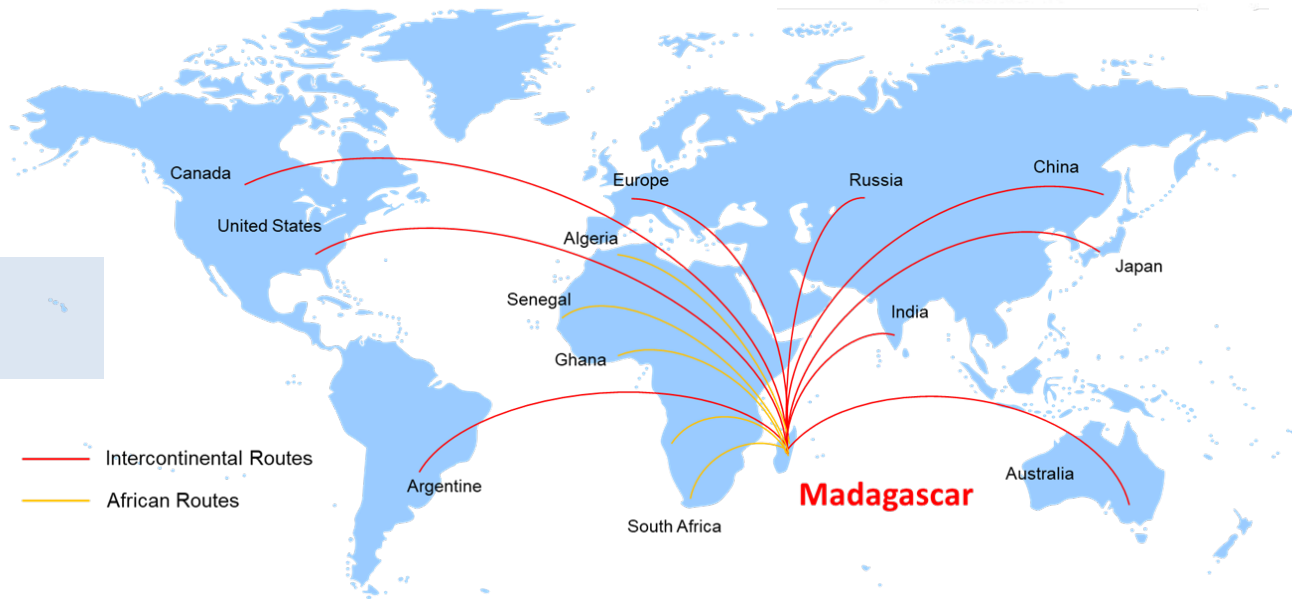 Canada
United States
Europe
Russia
China
Algeria
Japan
Senegal
India
Ghana
Intercontinental Routes
African Routes
Argentine
South Africa
Madagascar
Australia